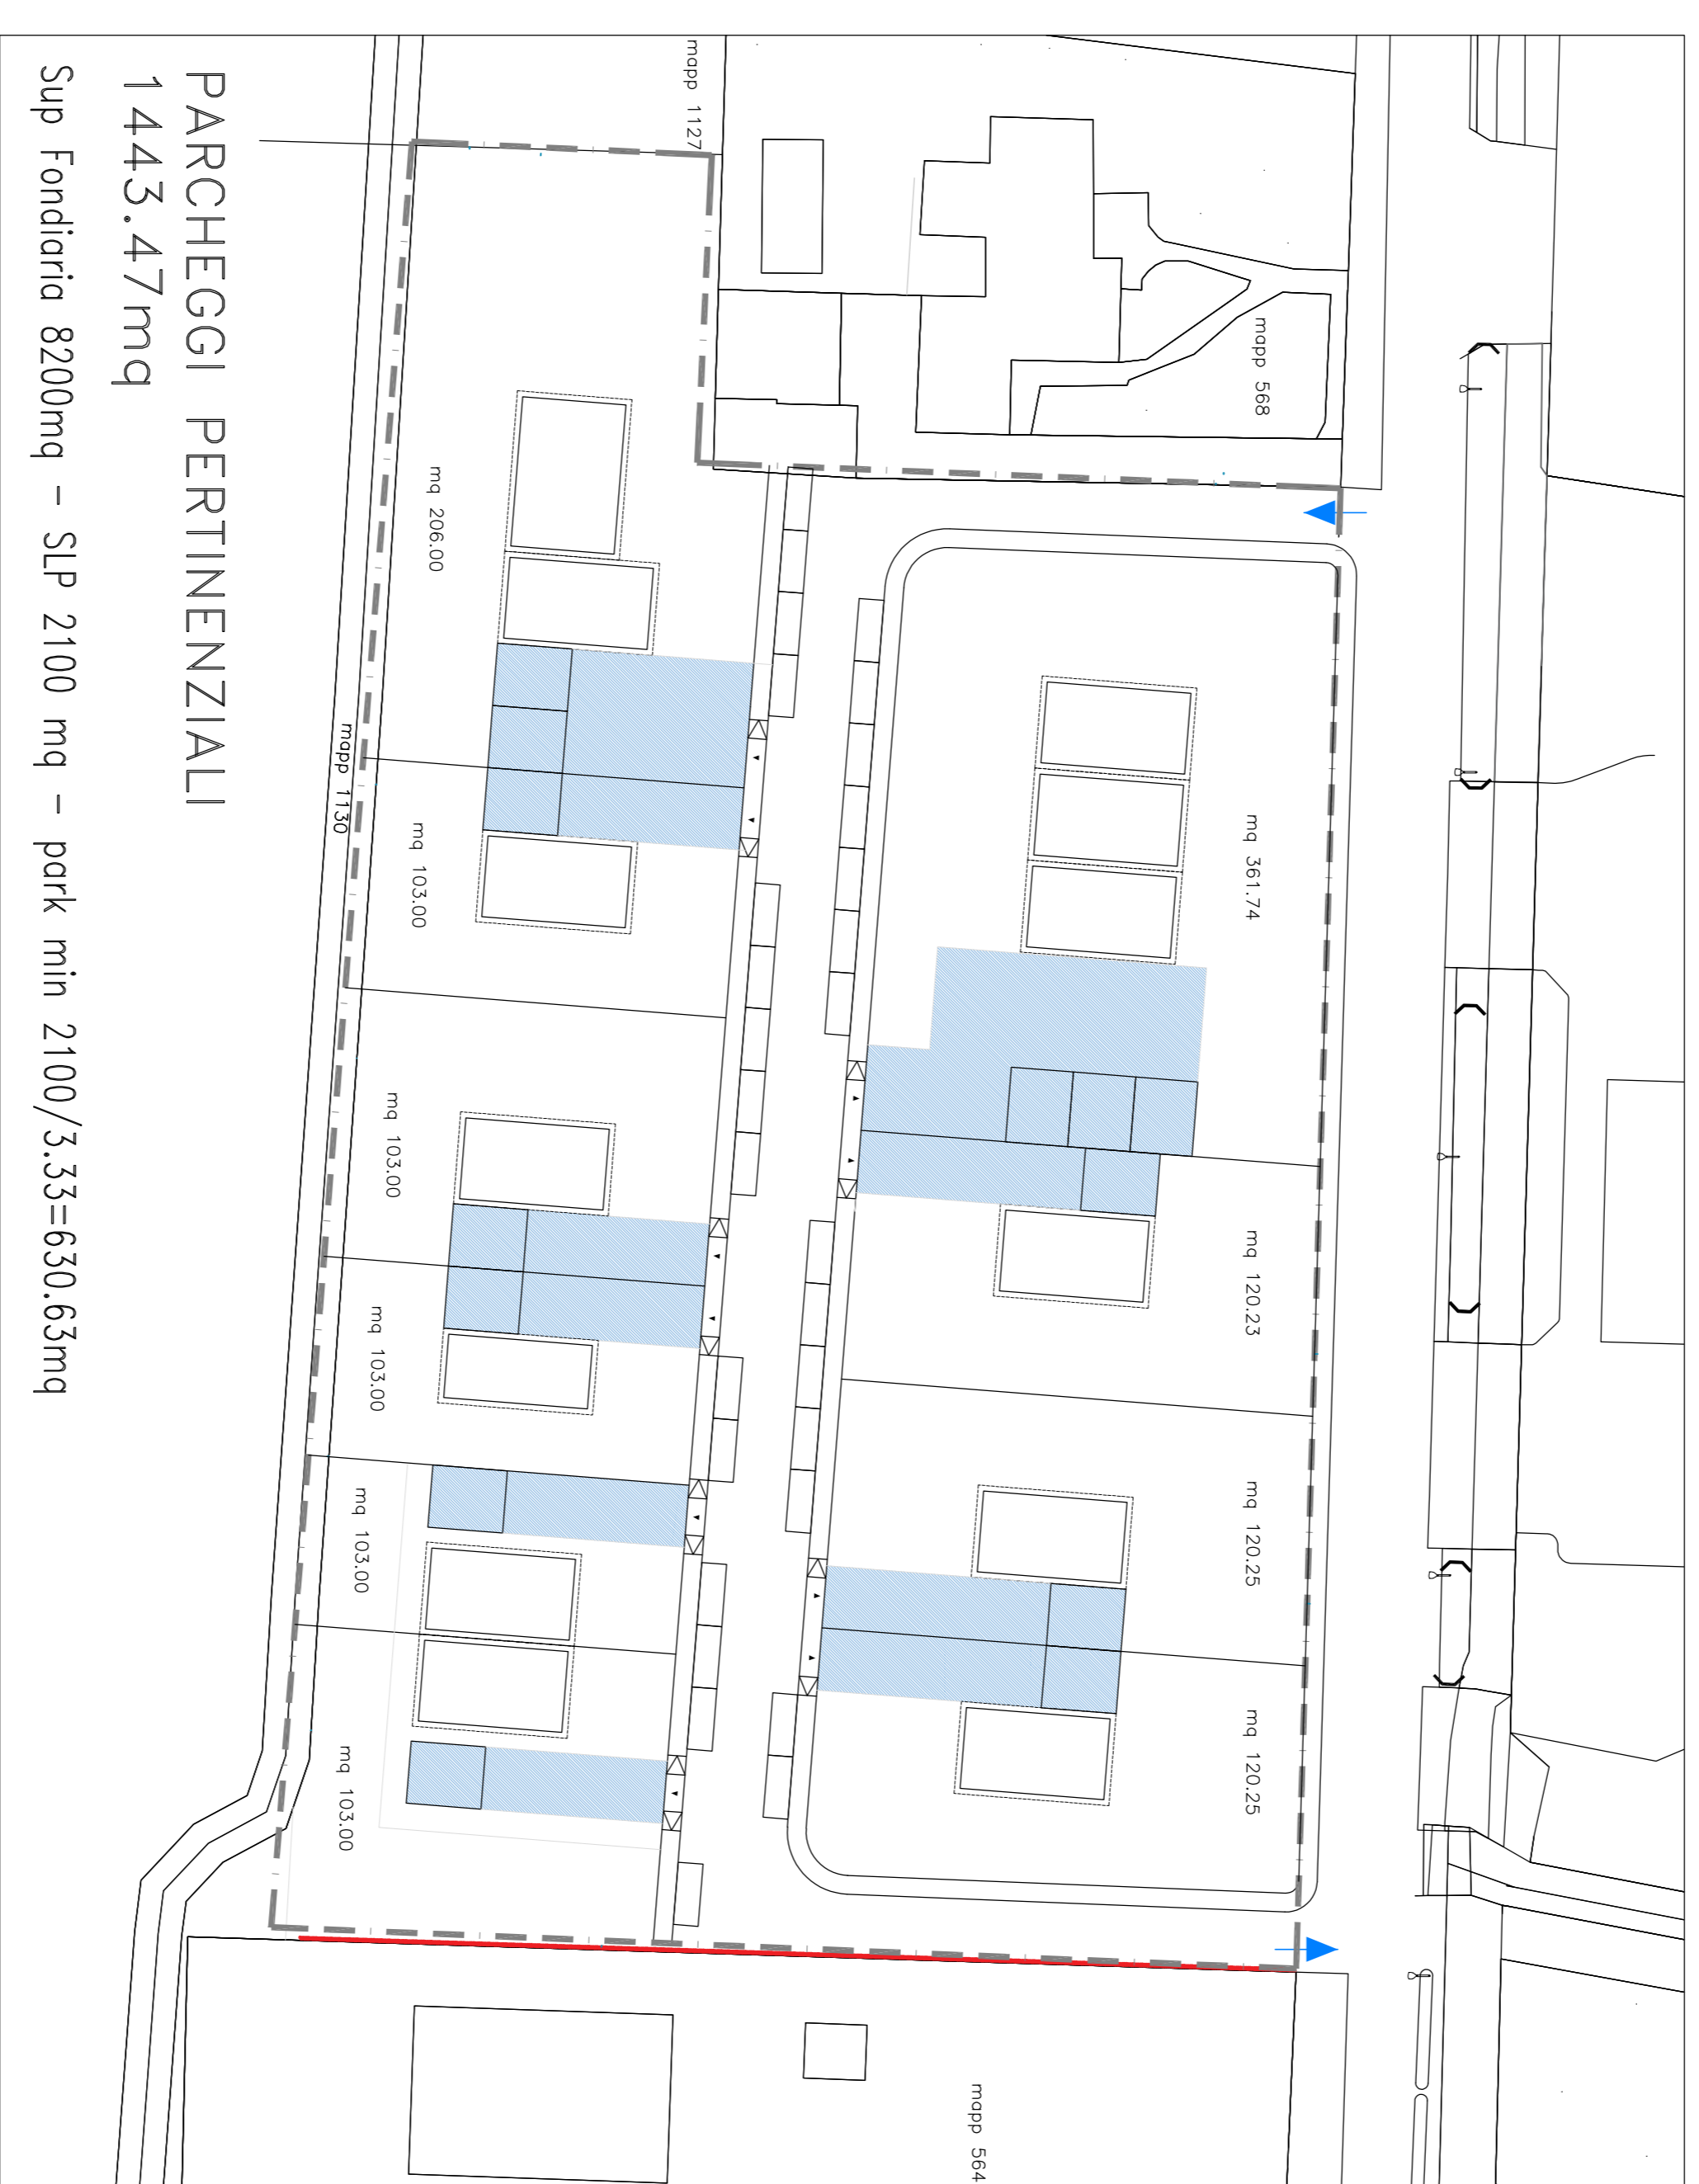 mapp 568
mapp 1127
mq 361.74
mq 120.23
mq 120.25
mq 120.25
mapp 564
mq 206.00
mq 103.00
mq 103.00
mq 103.00
mq 103.00
mq 103.00
mapp 1130
PARCHEGGI PERTINENZIALI
1443.47mq
Sup Fondiaria 8200mq - SLP 2100 mq - park min 2100/3.33=630.63mq